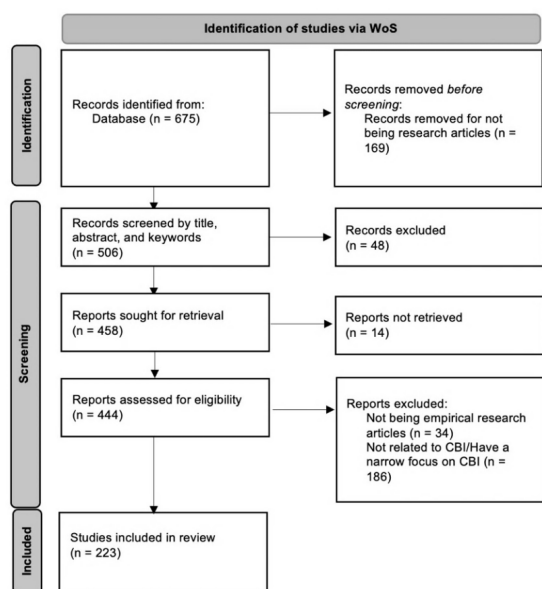 Identification of studies via WoS
Identification
Records identified from:
Database (n = 675)
Records removed before
screening:
Records removed for not
being research articles (n =
169)
Screening
Records screened by title,
abstract, and keywords
(n = 506)
Records excluded
(n = 48)
Reports sought for retrieval
(n = 458)
Reports not retrieved
(n = 14)
Reports assessed for eligibility
(n = 444)
Reports excluded:
Not being empirical research
articles (n = 34)
Not related to CBI/Have a
narrow focus on CBI (n =
186)
Included
Studies included in review
(n = 223)